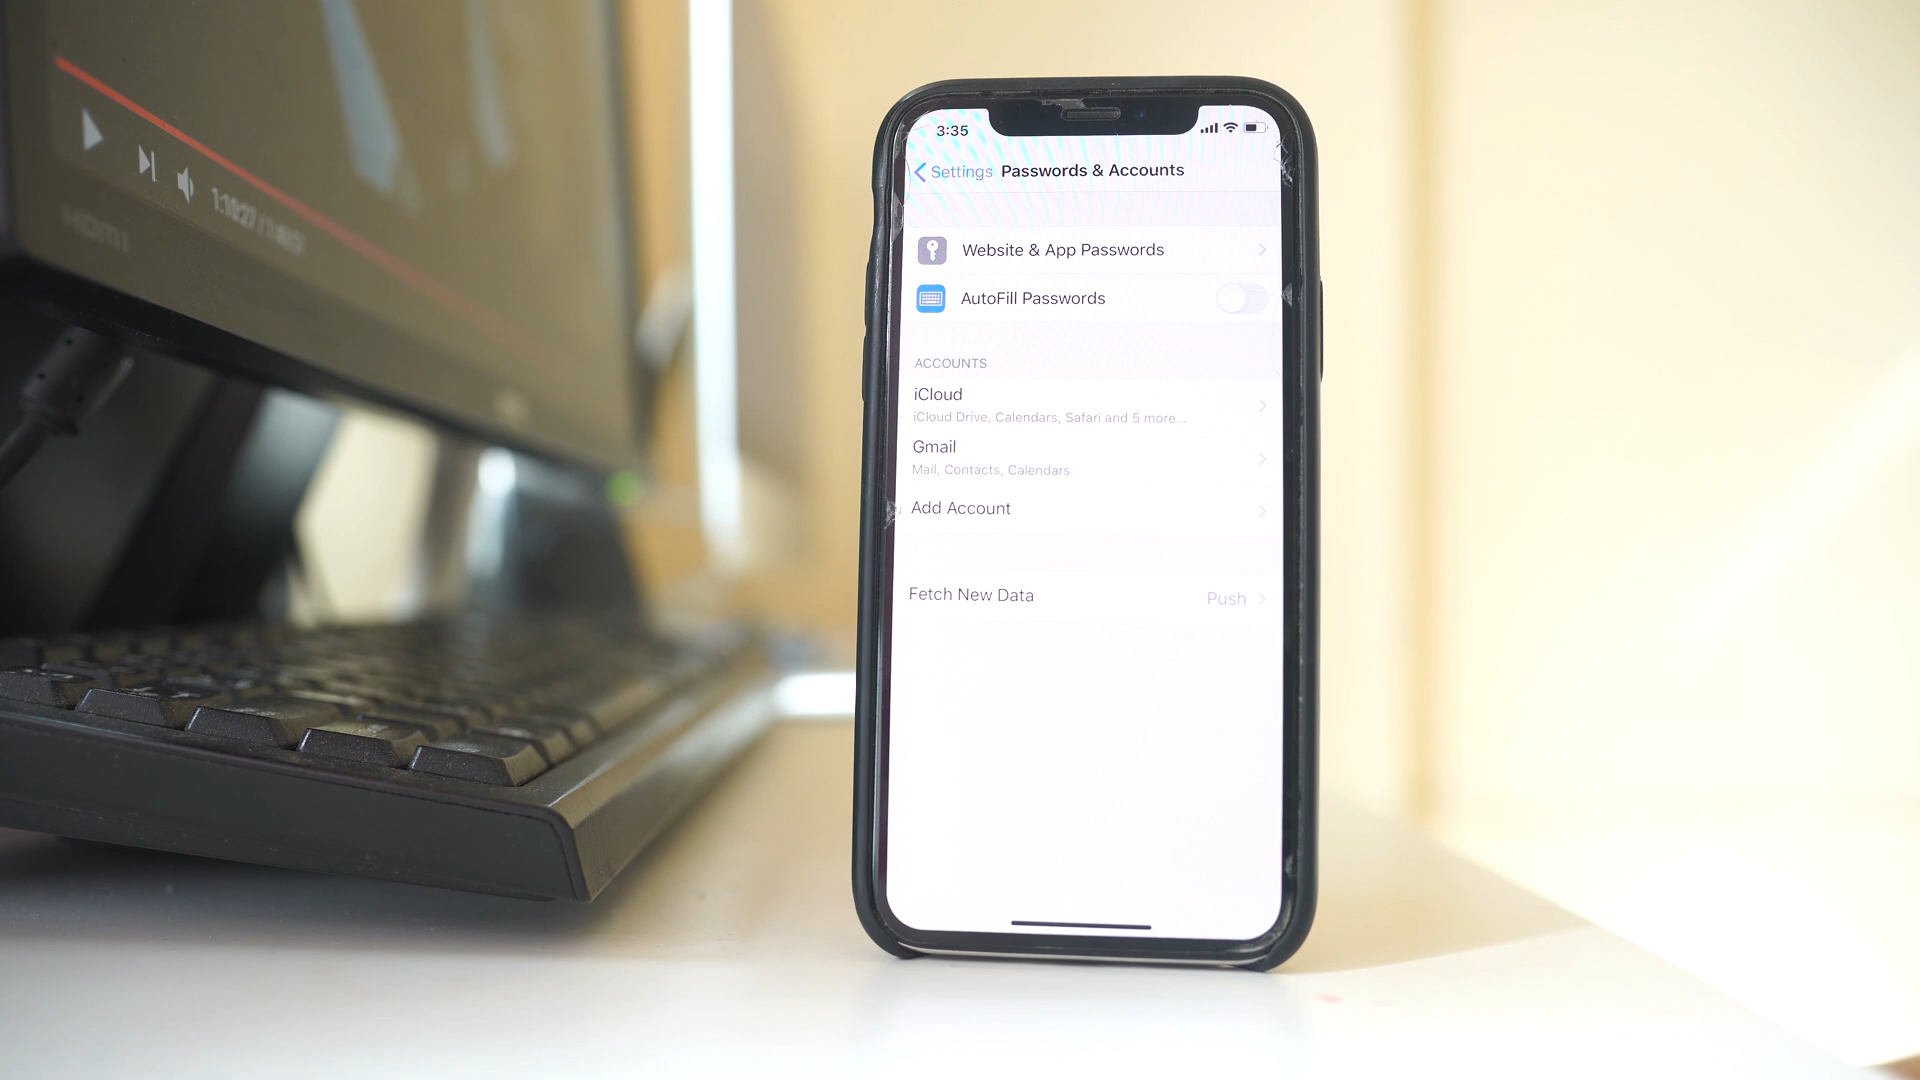 3:35
Settings Passwords & Accounts
Website & App Passwords
AutoFill Passwords
ACCOUNTS
iCloud
iCloud Drive, Calendars, Safari and 5 more...
Gmail
Mail, Contacts, Calendars
Add Account
Fetch New Data Push
HDMI